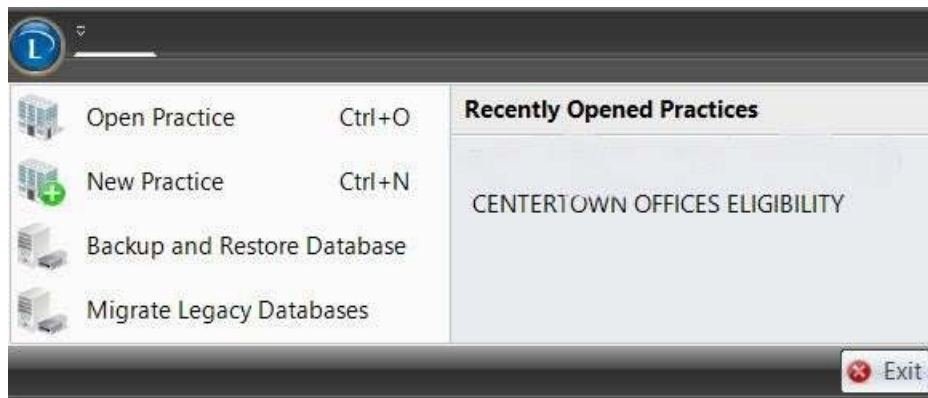 L
Open Practice Ctrl+O
New Practice Ctrl+N
Backup and Restore Database
Migrate Legacy Databases
Recently Opened Practices
CENTERTOWN OFFICES ELIGIBILITY
Exit